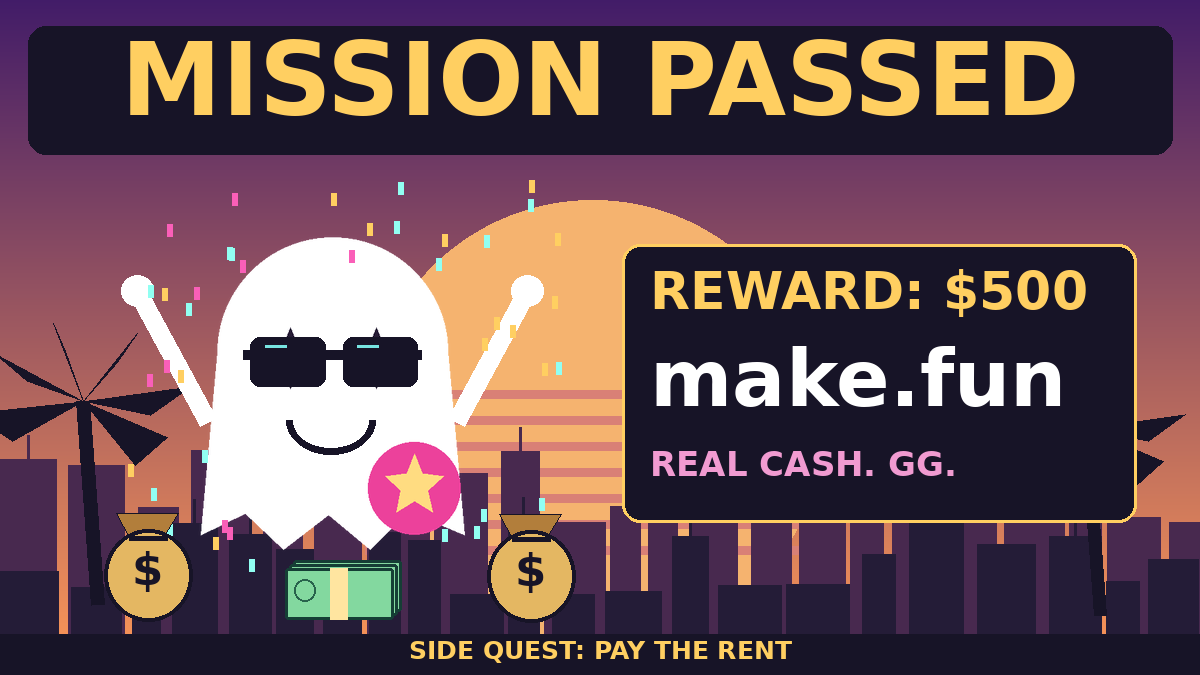 MISSION PASSED
REWARD: $500
make.fun
REAL CASH. GG.
$
$
SIDE QUEST: PAY THE RENT